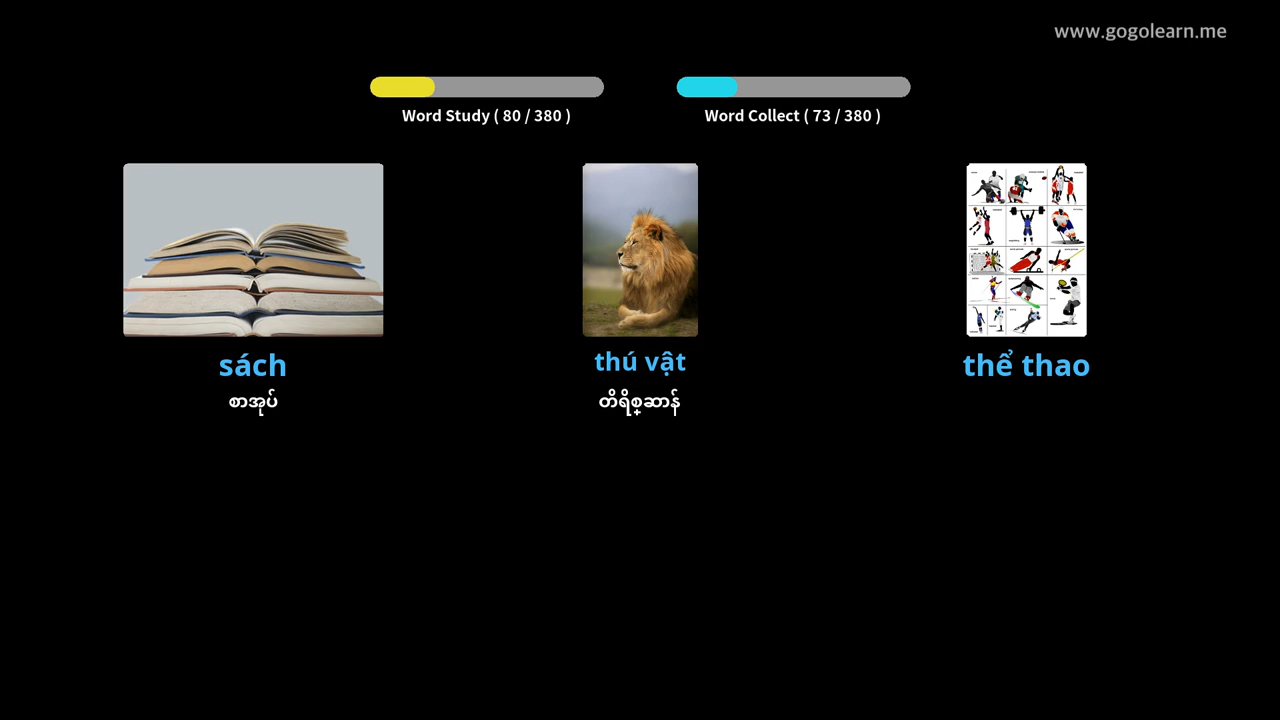 www.gogolearn.me
Word Study ( 80 / 380 )
Word Collect ( 73 / 380 )
sách
thú vật
thể thao
စာအုပ်
တိရိစ္ဆာန်